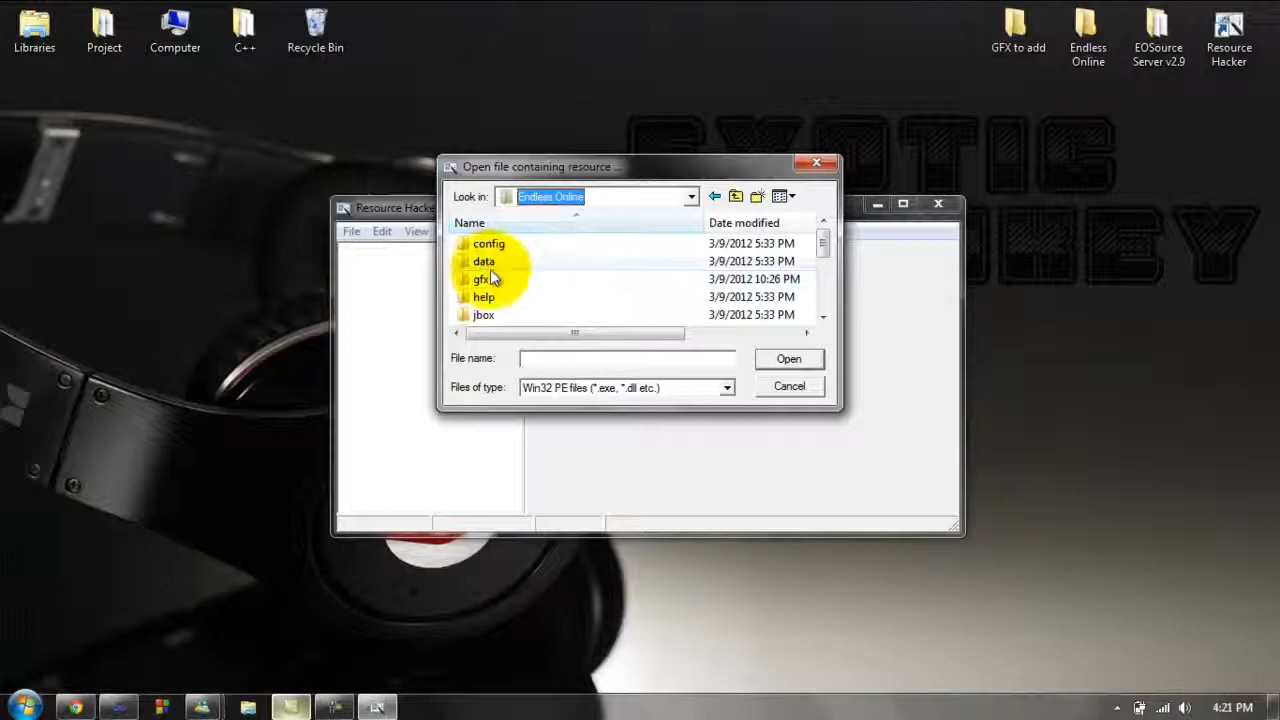 Libraries
Project
Computer
C++
Recycle Bin
GFX to add
Endless
Online
EOSource
Server v2.9
Resource
Hacker
EXOTIC
Open file containing resource ...
Look in:
Endless Online
Resource Hacke
File
Edit
View
Name
Date modified
config
3/9/2012 5:33 PM
data
3/9/2012 5:33 PM
gfx
3/9/2012 10:26 PM
help
3/9/2012 5:33 PM
jbox
3/9/2012 5:33 PM
File name:
Open
Files of type:
Win32 PE files (*.exe, *.dll etc.)
Cancel
4:21 PM